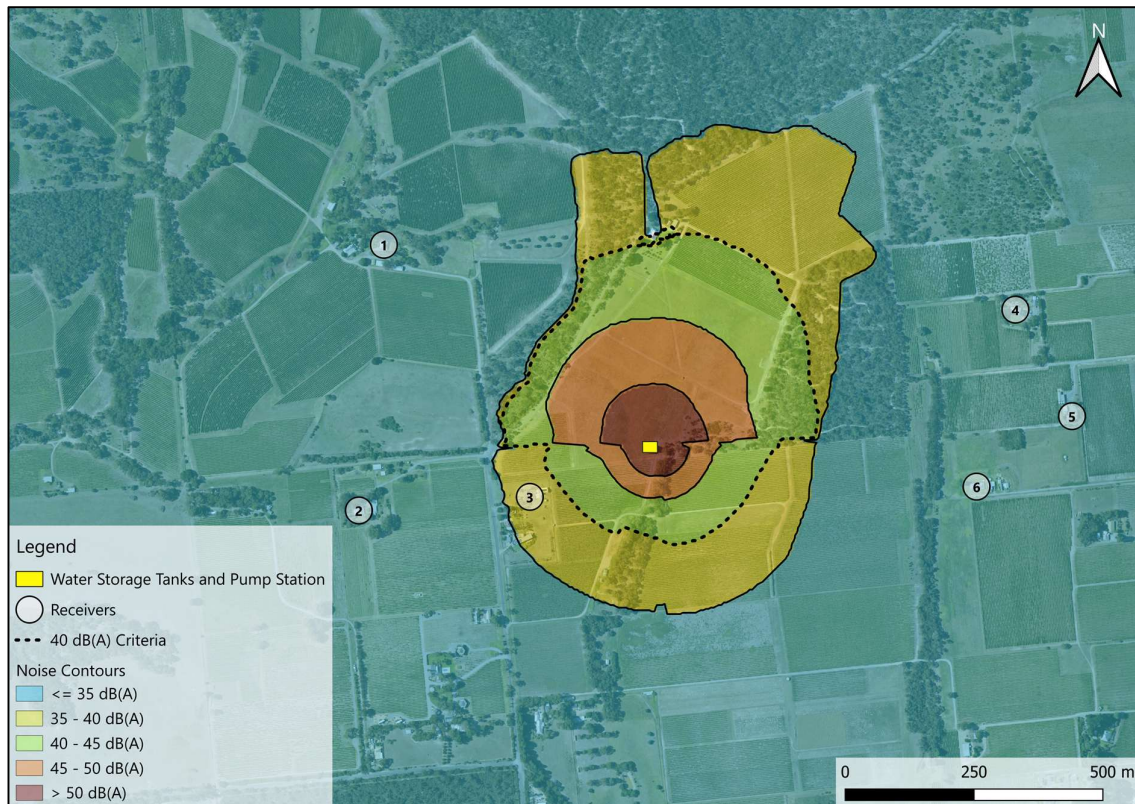 N
1
4
5
6
3
2
Legend
Water Storage Tanks and Pump Station
Receivers
40 dB(A) Criteria
Noise Contours
<= 35 dB(A)
35 - 40 dB(A)
40 - 45 dB(A)
45 - 50 dB(A)
> 50 dB(A)
0 250 500 m